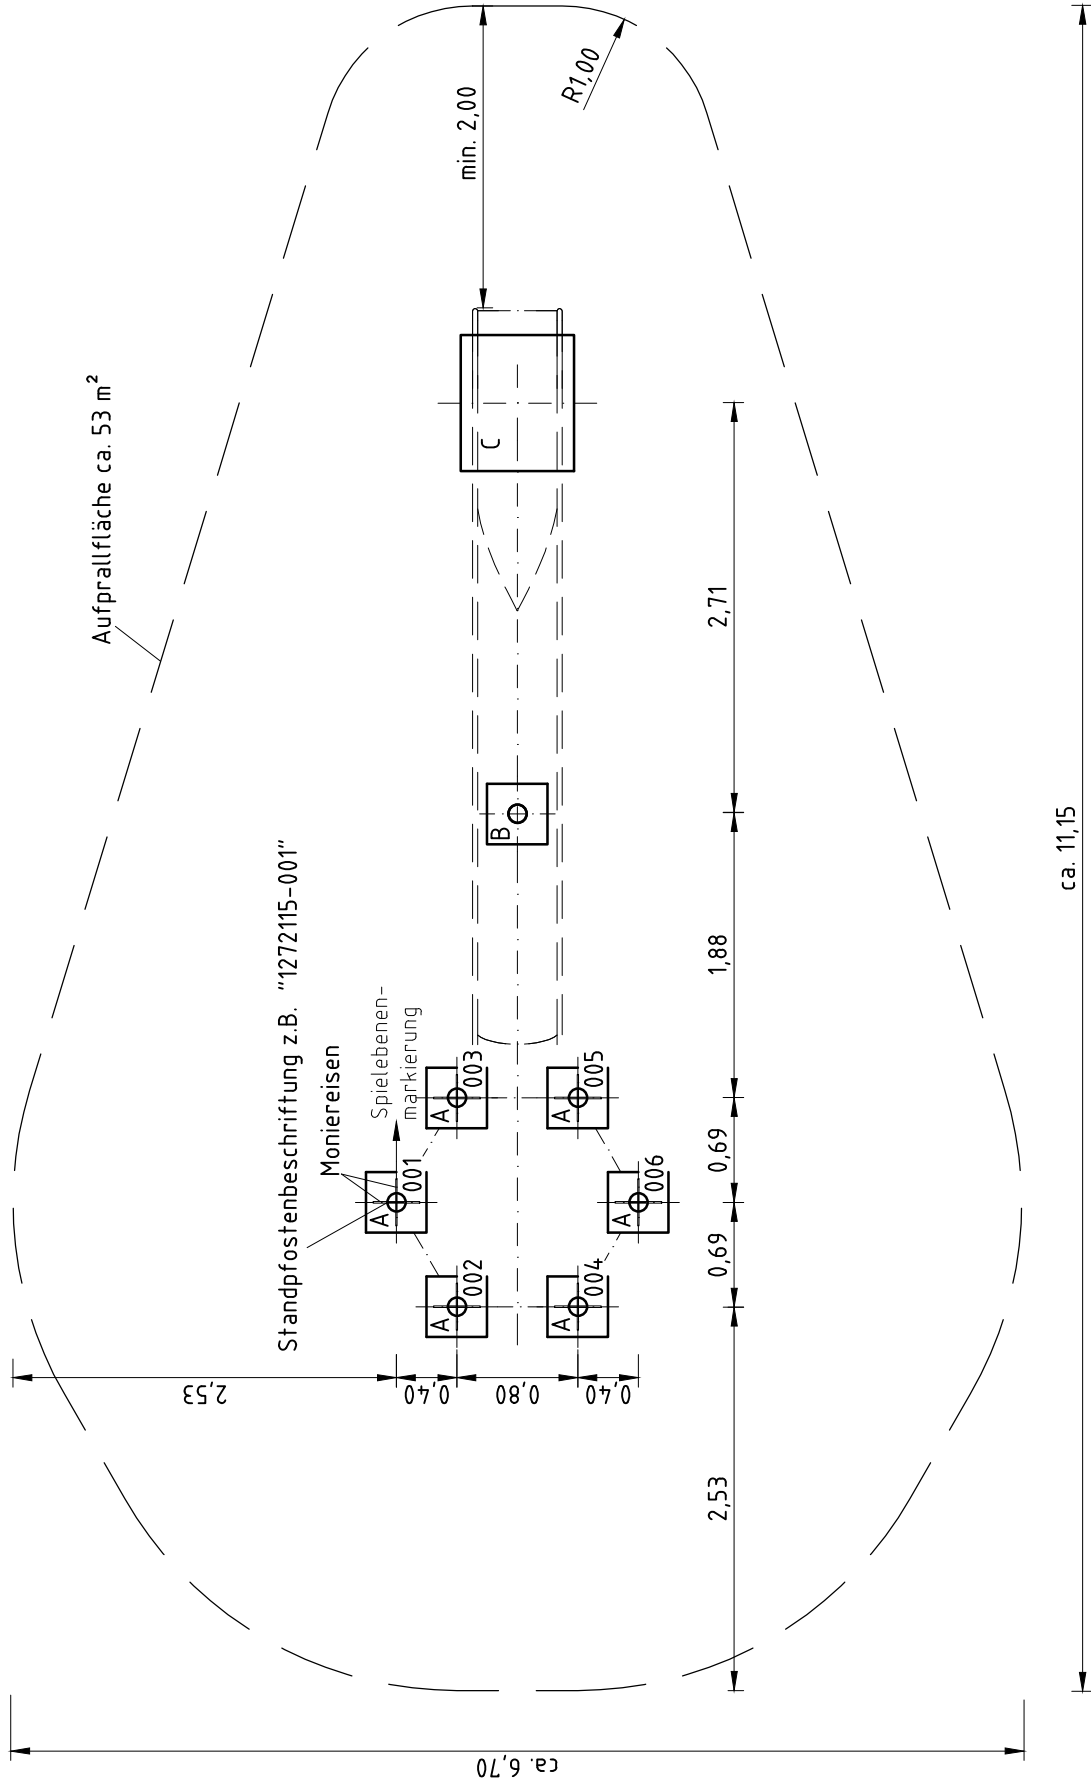 Aufprallfläche ca. 53 m²
R1,00
min. 2,00
Standpfostenbeschriftung z.B. "1272115-001"
Moniereisen
Spielebenen-
markierung
A
001
A
002
A
003
A
004
A
005
A
006
B
C
2,53
0,40
0,80
0,40
2,53
0,69
0,69
1,88
2,71
ca. 6,70
ca. 11,15